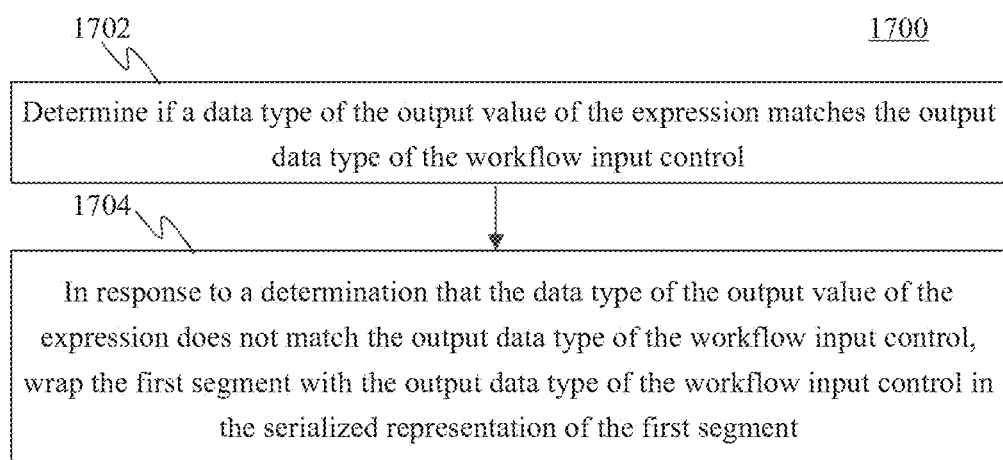 1702
1700
Determine if a data type of the output value of the expression matches the output
data type of the workflow input control
1704
In response to a determination that the data type of the output value of the
expression does not match the output data type of the workflow input control,
wrap the first segment with the output data type of the workflow input control in
the serialized representation of the first segment